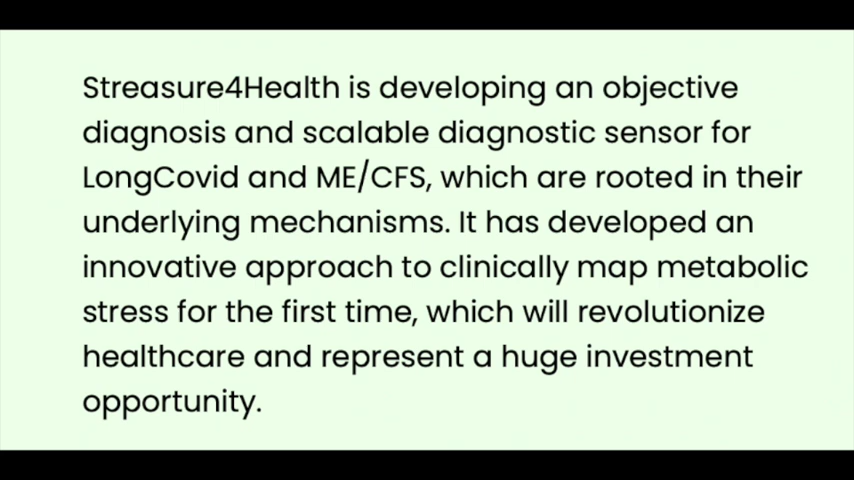 Streasure4Health is developing an objective
diagnosis and scalable diagnostic sensor for
LongCovid and ME/CFS, which are rooted in their
underlying mechanisms. It has developed an
innovative approach to clinically map metabolic
stress for the first time, which will revolutionize
healthcare and represent a huge investment
opportunity.